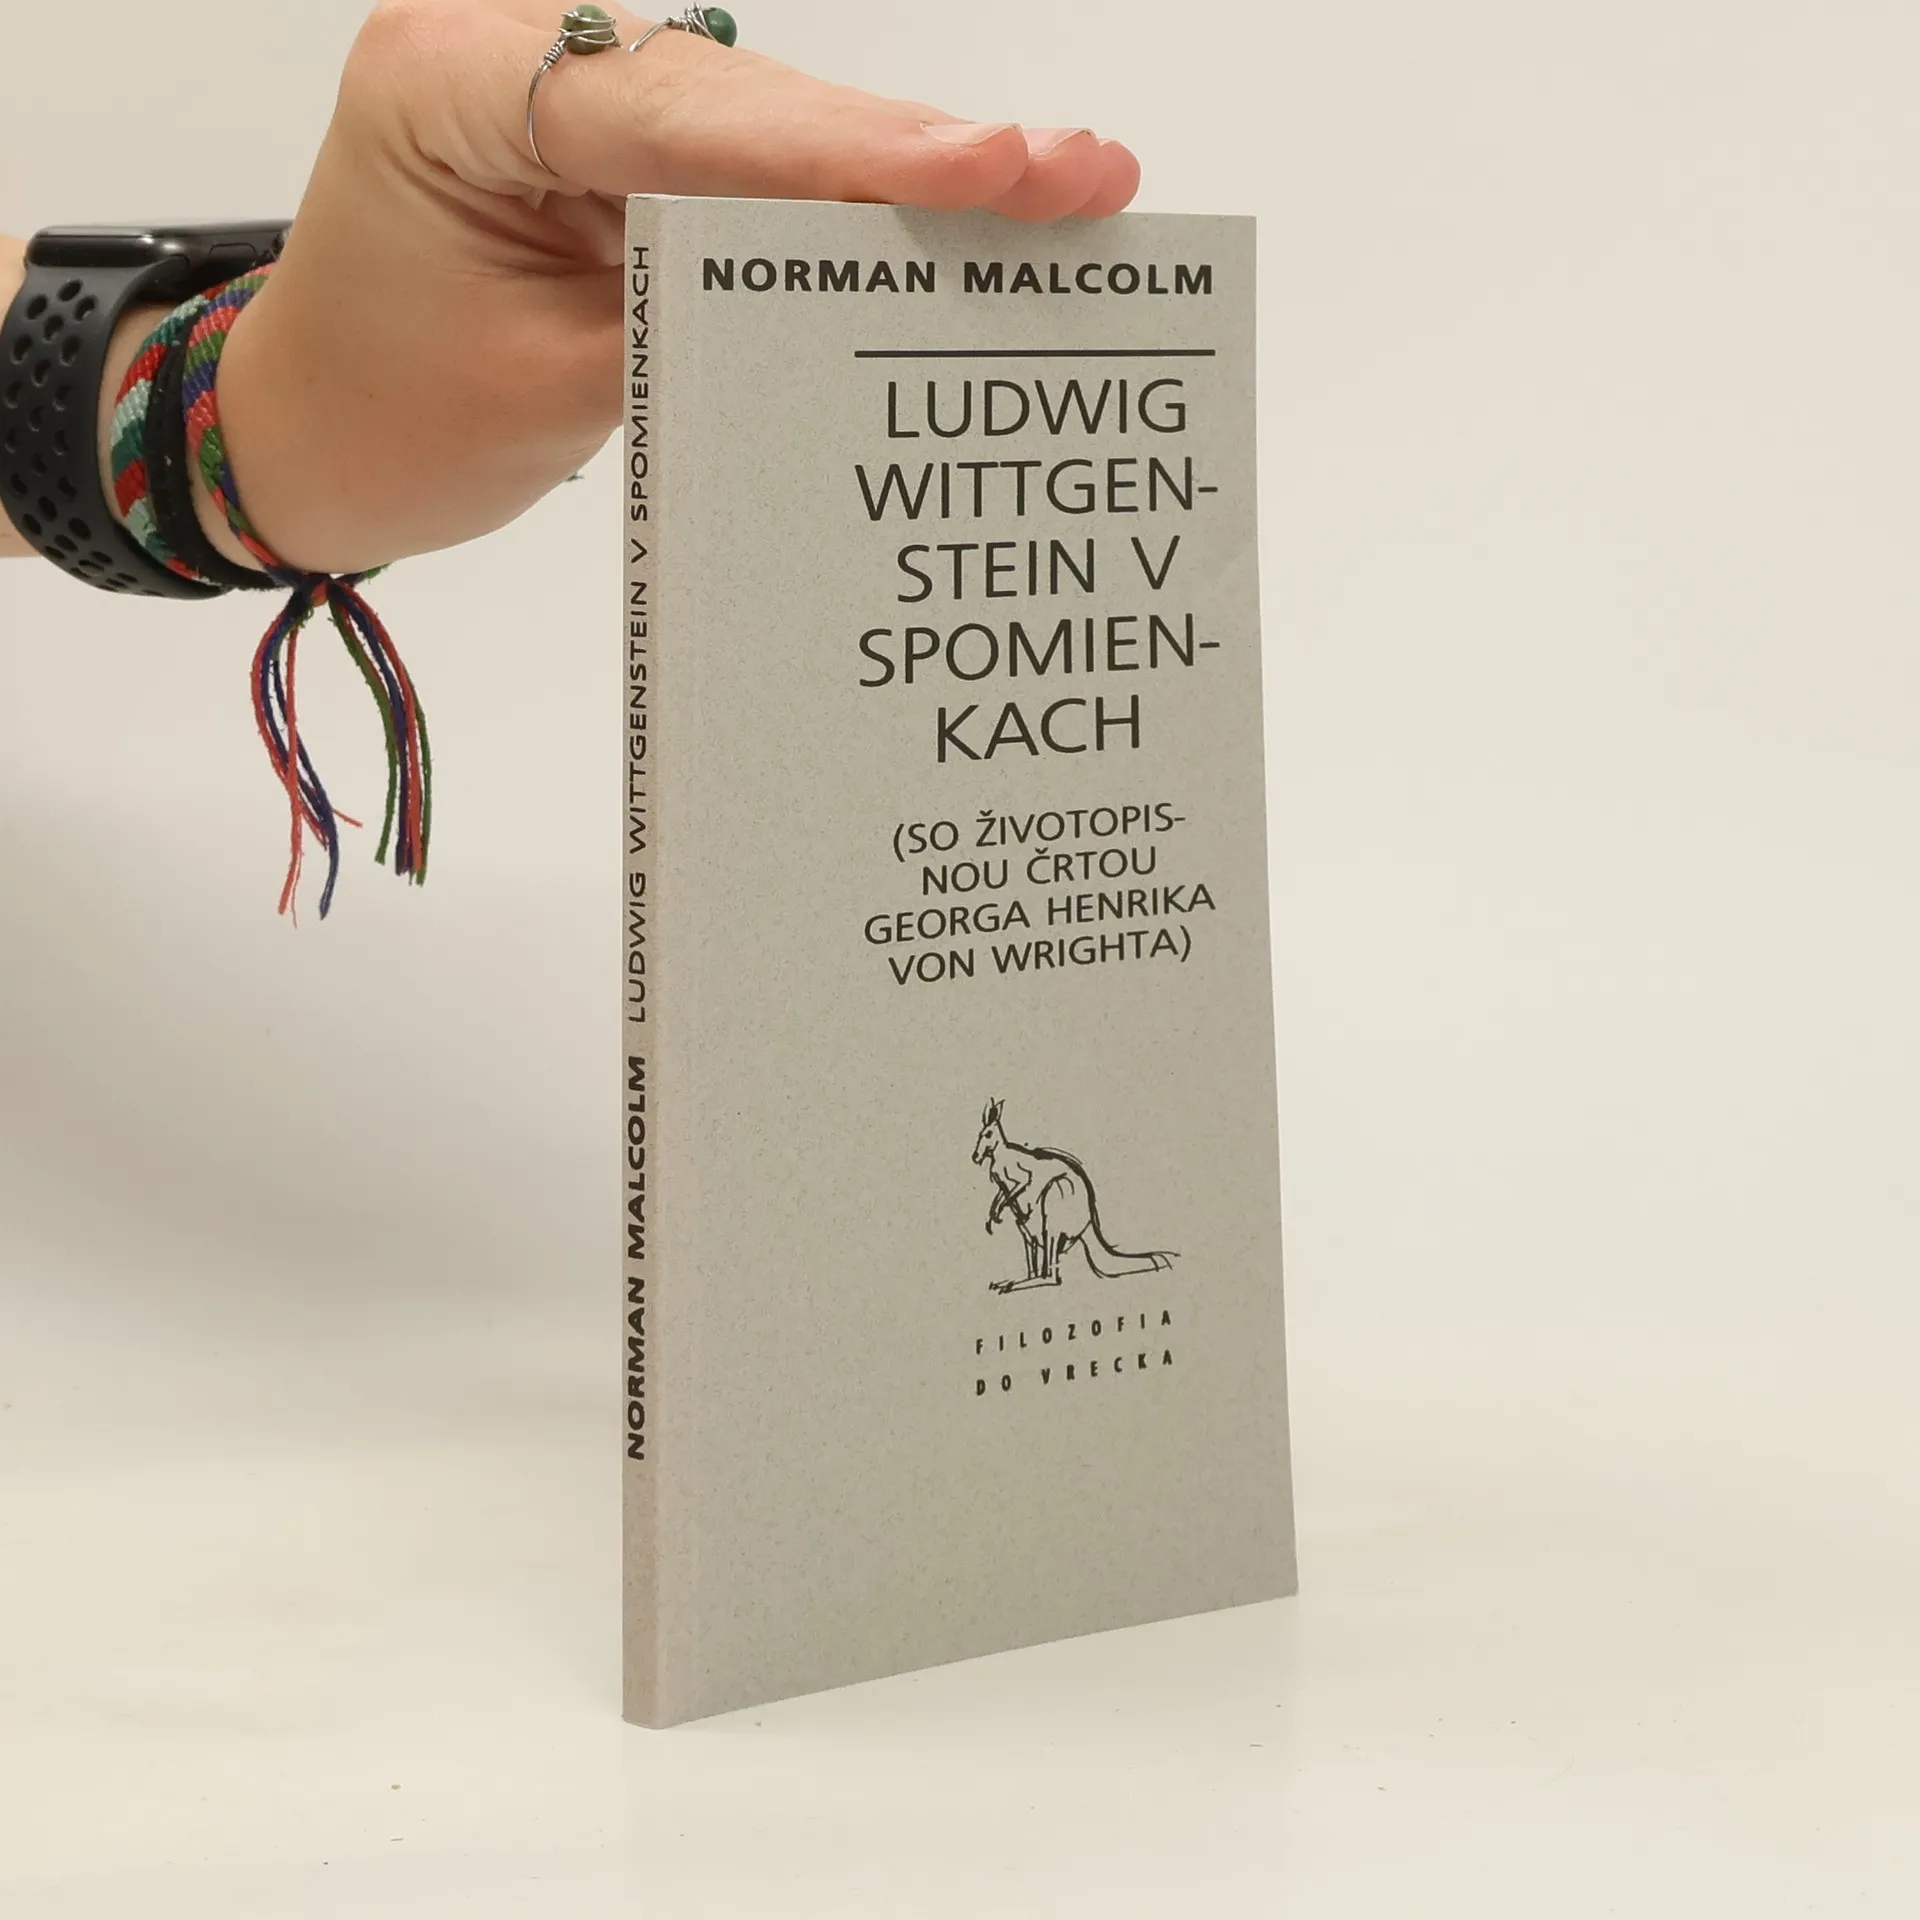 NORMAN MALCOLM LUDWIG WITTGENSTEIN V SPOMIENKACH
NORMAN MALCOLM
LUDWIG
WITTGEN-
STEIN V
SPOMIEN-
KACH
(SO ŽIVOTOPIS-
NOU ČRTOU
GEORGA HENRIKA
VON WRIGHTA)
FILOZOFIA
DO VRECKA